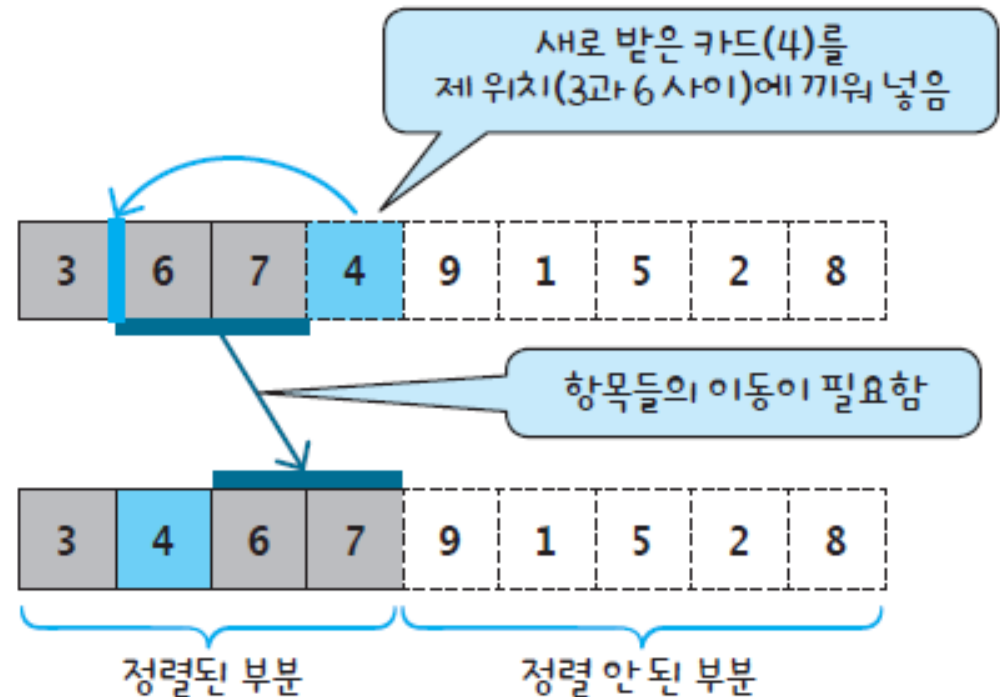 새로 받은 카드(4)를
제 위치(3과 6 사이)에 끼워 넣음
3 6 7 4 9 1 5 2 8
항목들의 이동이 필요함
3 4 6 7 9 1 5 2 8
정렬된 부분 정렬 안 된 부분